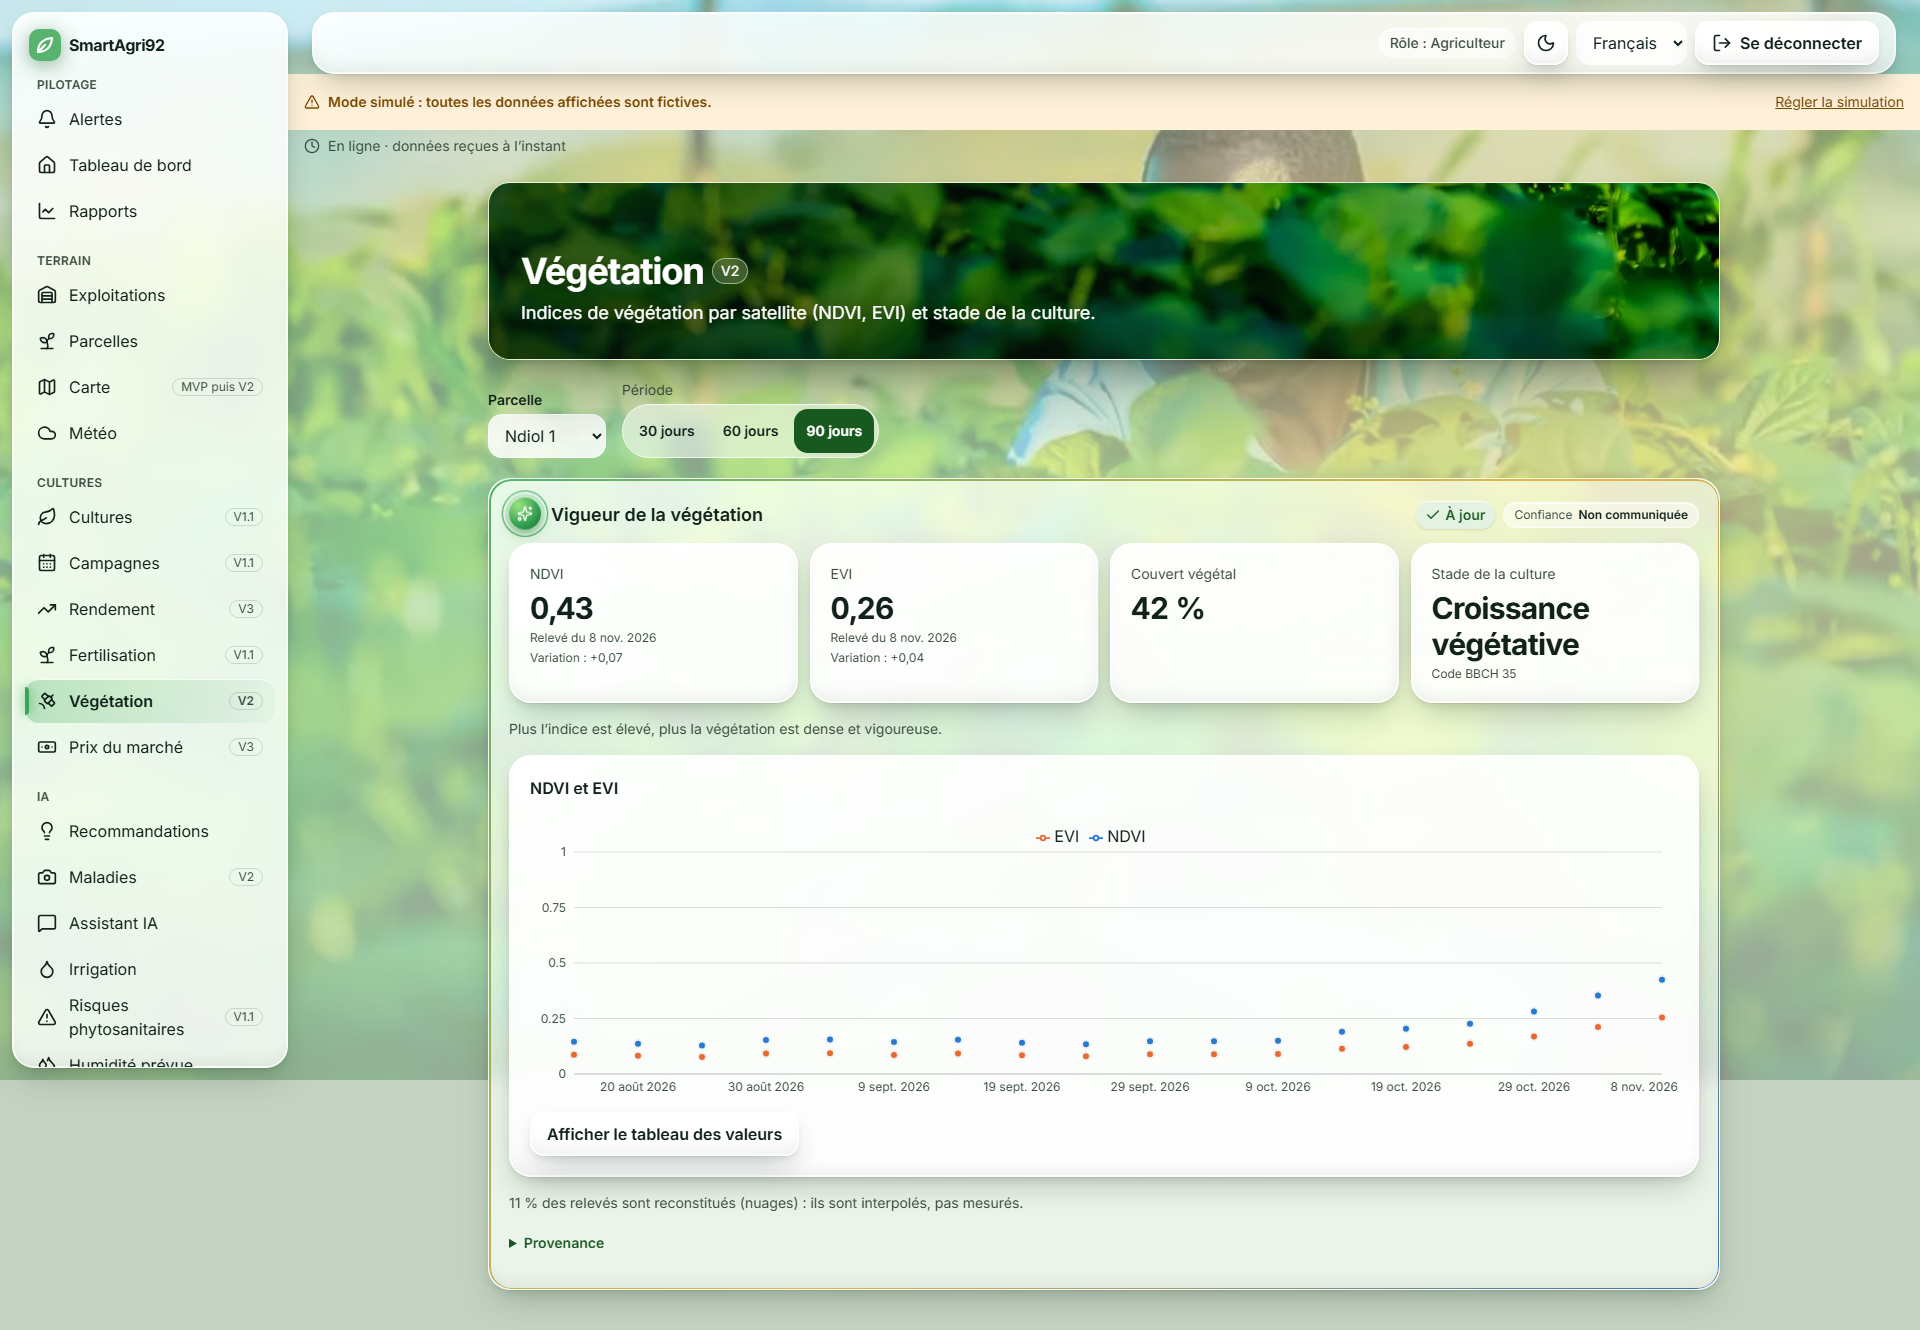 SmartAgri92
PILOTAGE
Alertes
Tableau de bord
Rapports
TERRAIN
Exploitations
Parcelles
Carte MVP puis V2
Météo
CULTURES
Cultures V1.1
Campagnes V1.1
Rendement V3
Fertilisation V1.1
Végétation V2
Prix du marché V3
IA
Recommandations
Maladies V2
Assistant IA
Irrigation
Risques
phytosanitaires V1.1
Humidité prévue
Rôle : Agriculteur
Français
Se déconnecter
Mode simulé : toutes les données affichées sont fictives.
Régler la simulation
En ligne · données reçues à l’instant
Végétation V2
Indices de végétation par satellite (NDVI, EVI) et stade de la culture.
Parcelle
Ndiol 1
Période
30 jours 60 jours 90 jours
Vigueur de la végétation
À jour
Confiance Non communiquée
NDVI
0,43
Relevé du 8 nov. 2026
Variation : +0,07
EVI
0,26
Relevé du 8 nov. 2026
Variation : +0,04
Couvert végétal
42 %
Stade de la culture
Croissance
végétative
Code BBCH 35
Plus l’indice est élevé, plus la végétation est dense et vigoureuse.
NDVI et EVI
EVI NDVI
1
0.75
0.5
0.25
0
20 août 2026 30 août 2026 9 sept. 2026 19 sept. 2026 29 sept. 2026 9 oct. 2026 19 oct. 2026 29 oct. 2026 8 nov. 2026
Afficher le tableau des valeurs
11 % des relevés sont reconstitués (nuages) : ils sont interpolés, pas mesurés.
Provenance